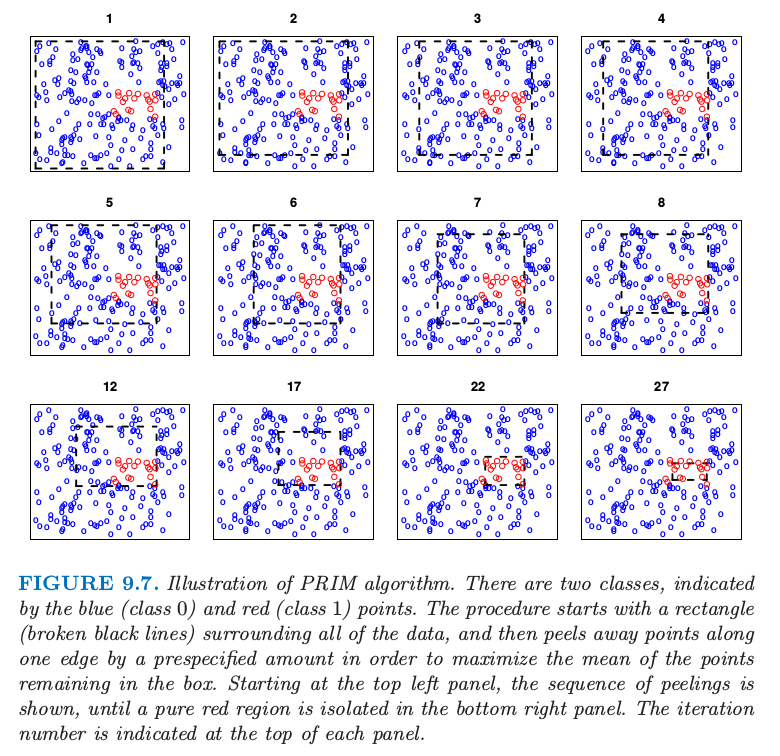 1 2 3 4
5 6 7 8
12 17 22 27
FIGURE 9.7. Illustration of PRIM algorithm. There are two classes, indicated
by the blue (class 0) and red (class 1) points. The procedure starts with a rectangle
(broken black lines) surrounding all of the data, and then peels away points along
one edge by a prespecified amount in order to maximize the mean of the points
remaining in the box. Starting at the top left panel, the sequence of peelings is
shown, until a pure red region is isolated in the bottom right panel. The iteration
number is indicated at the top of each panel.